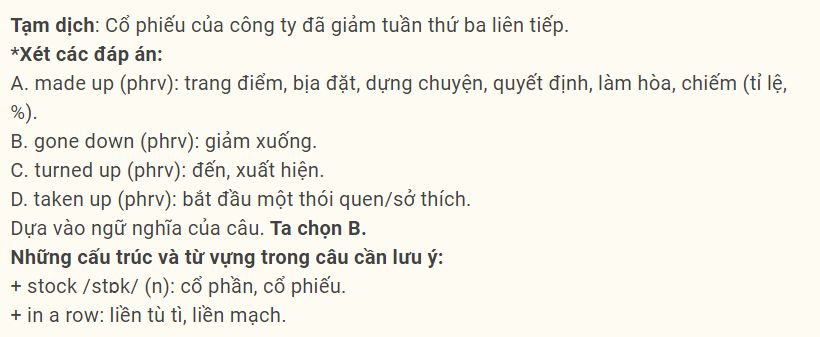 Tạm dịch: Cổ phiếu của công ty đã giảm tuần thứ ba liên tiếp.
*Xét các đáp án:
A. made up (phrv): trang điểm, bịa đặt, dựng chuyện, quyết định, làm hòa, chiếm (tỉ lệ,
%).
B. gone down (phrv): giảm xuống.
C. turned up (phrv): đến, xuất hiện.
D. taken up (phrv): bắt đầu một thói quen/sở thích.
Dựa vào ngữ nghĩa của câu. Ta chọn B.
Những cấu trúc và từ vựng trong câu cần lưu ý:
+ stock /stɒk/ (n): cổ phần, cổ phiếu.
+ in a row: liền tù tì, liền mạch.